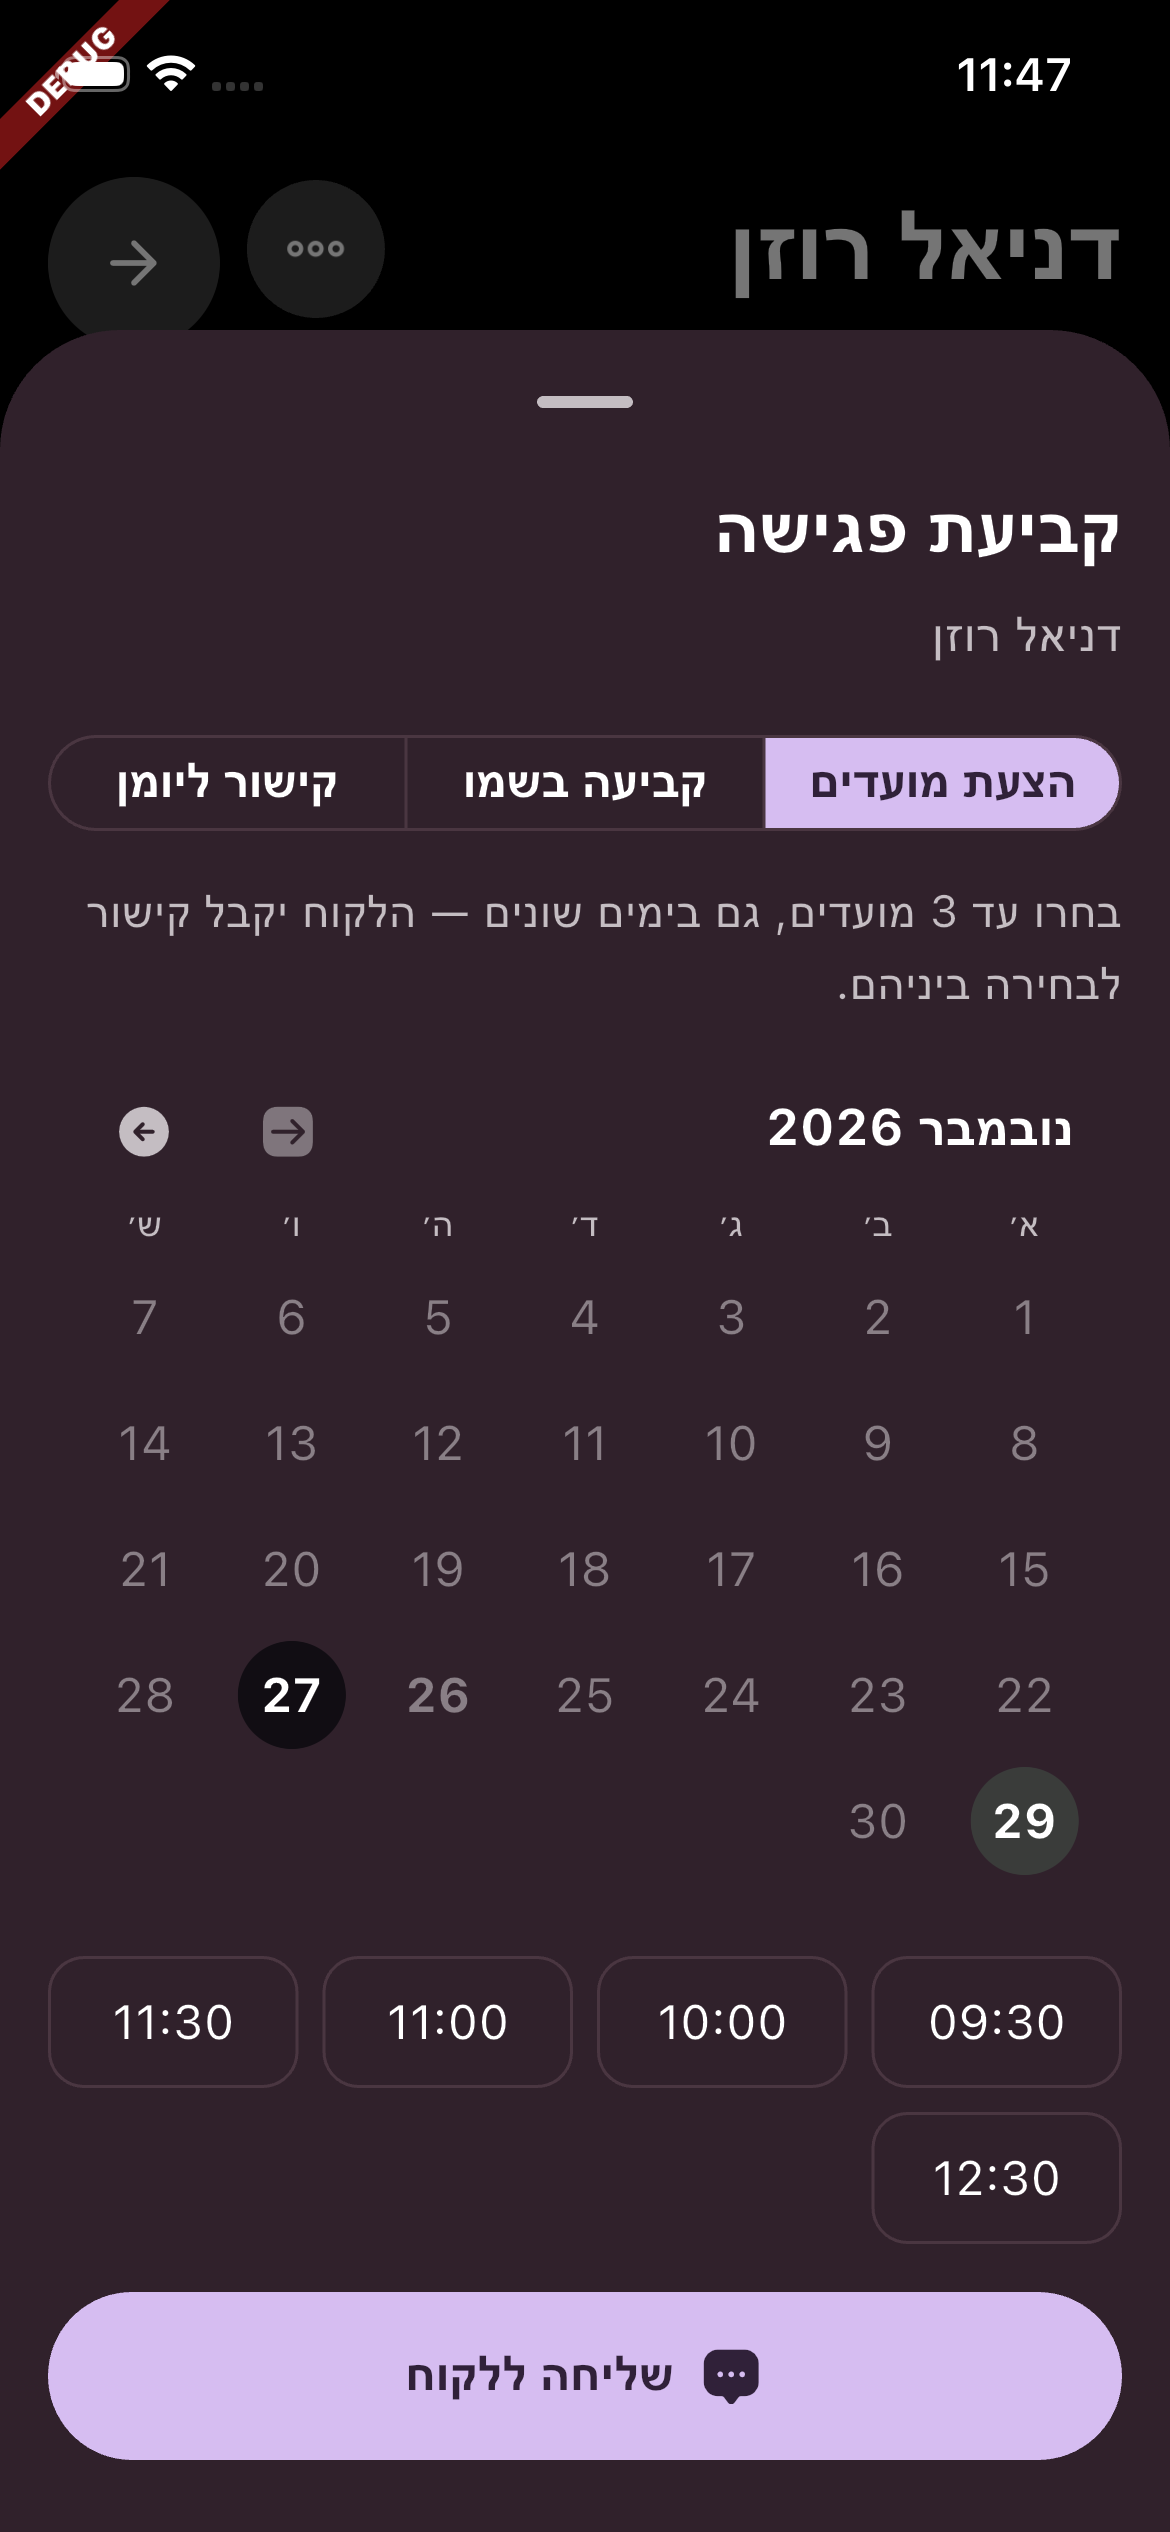 11:47
DEBUG
דניאל רוזן
קביעת פגישה
דניאל רוזן
הצעת מועדים
קביעה בשמו
קישור ליומן
בחרו עד 3 מועדים, גם בימים שונים — הלקוח יקבל קישור
לבחירה ביניהם.
נובמבר 2026
א׳ ב׳ ג׳ ד׳ ה׳ ו׳ ש׳
1 2 3 4 5 6 7
8 9 10 11 12 13 14
15 16 17 18 19 20 21
22 23 24 25 26 27 28
29 30
09:30 10:00 11:00 11:30
12:30
שליחה ללקוח